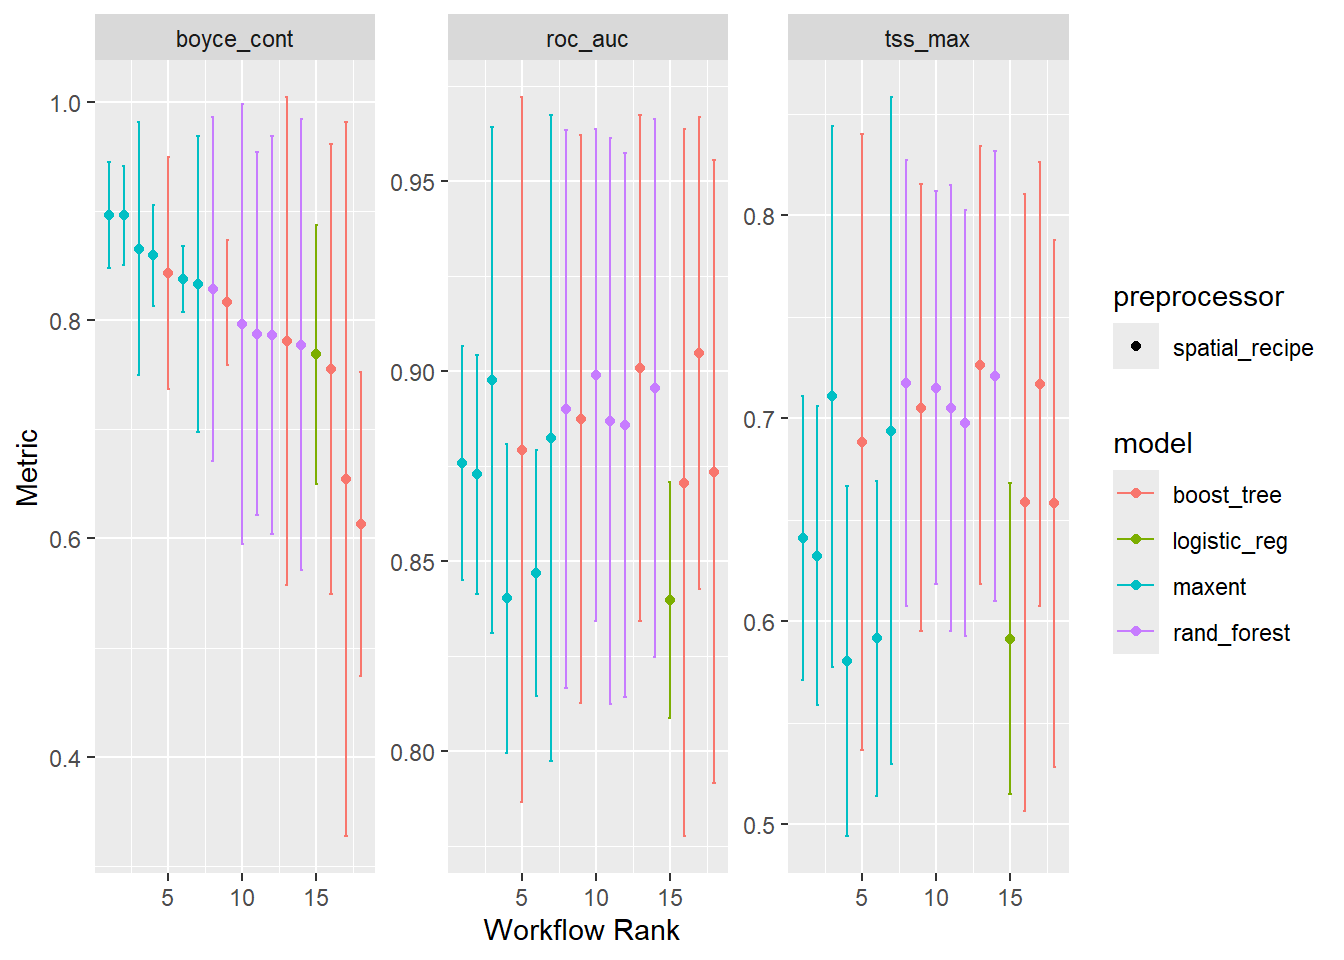 boyce_cont
roc_auc
tss_max
Metric
1.0
0.8
0.6
0.4
0.95
0.90
0.85
0.80
0.8
0.7
0.6
0.5
5 10 15
5 10 15
5 10 15
Workflow Rank
preprocessor
spatial_recipe
model
boost_tree
logistic_reg
maxent
rand_forest